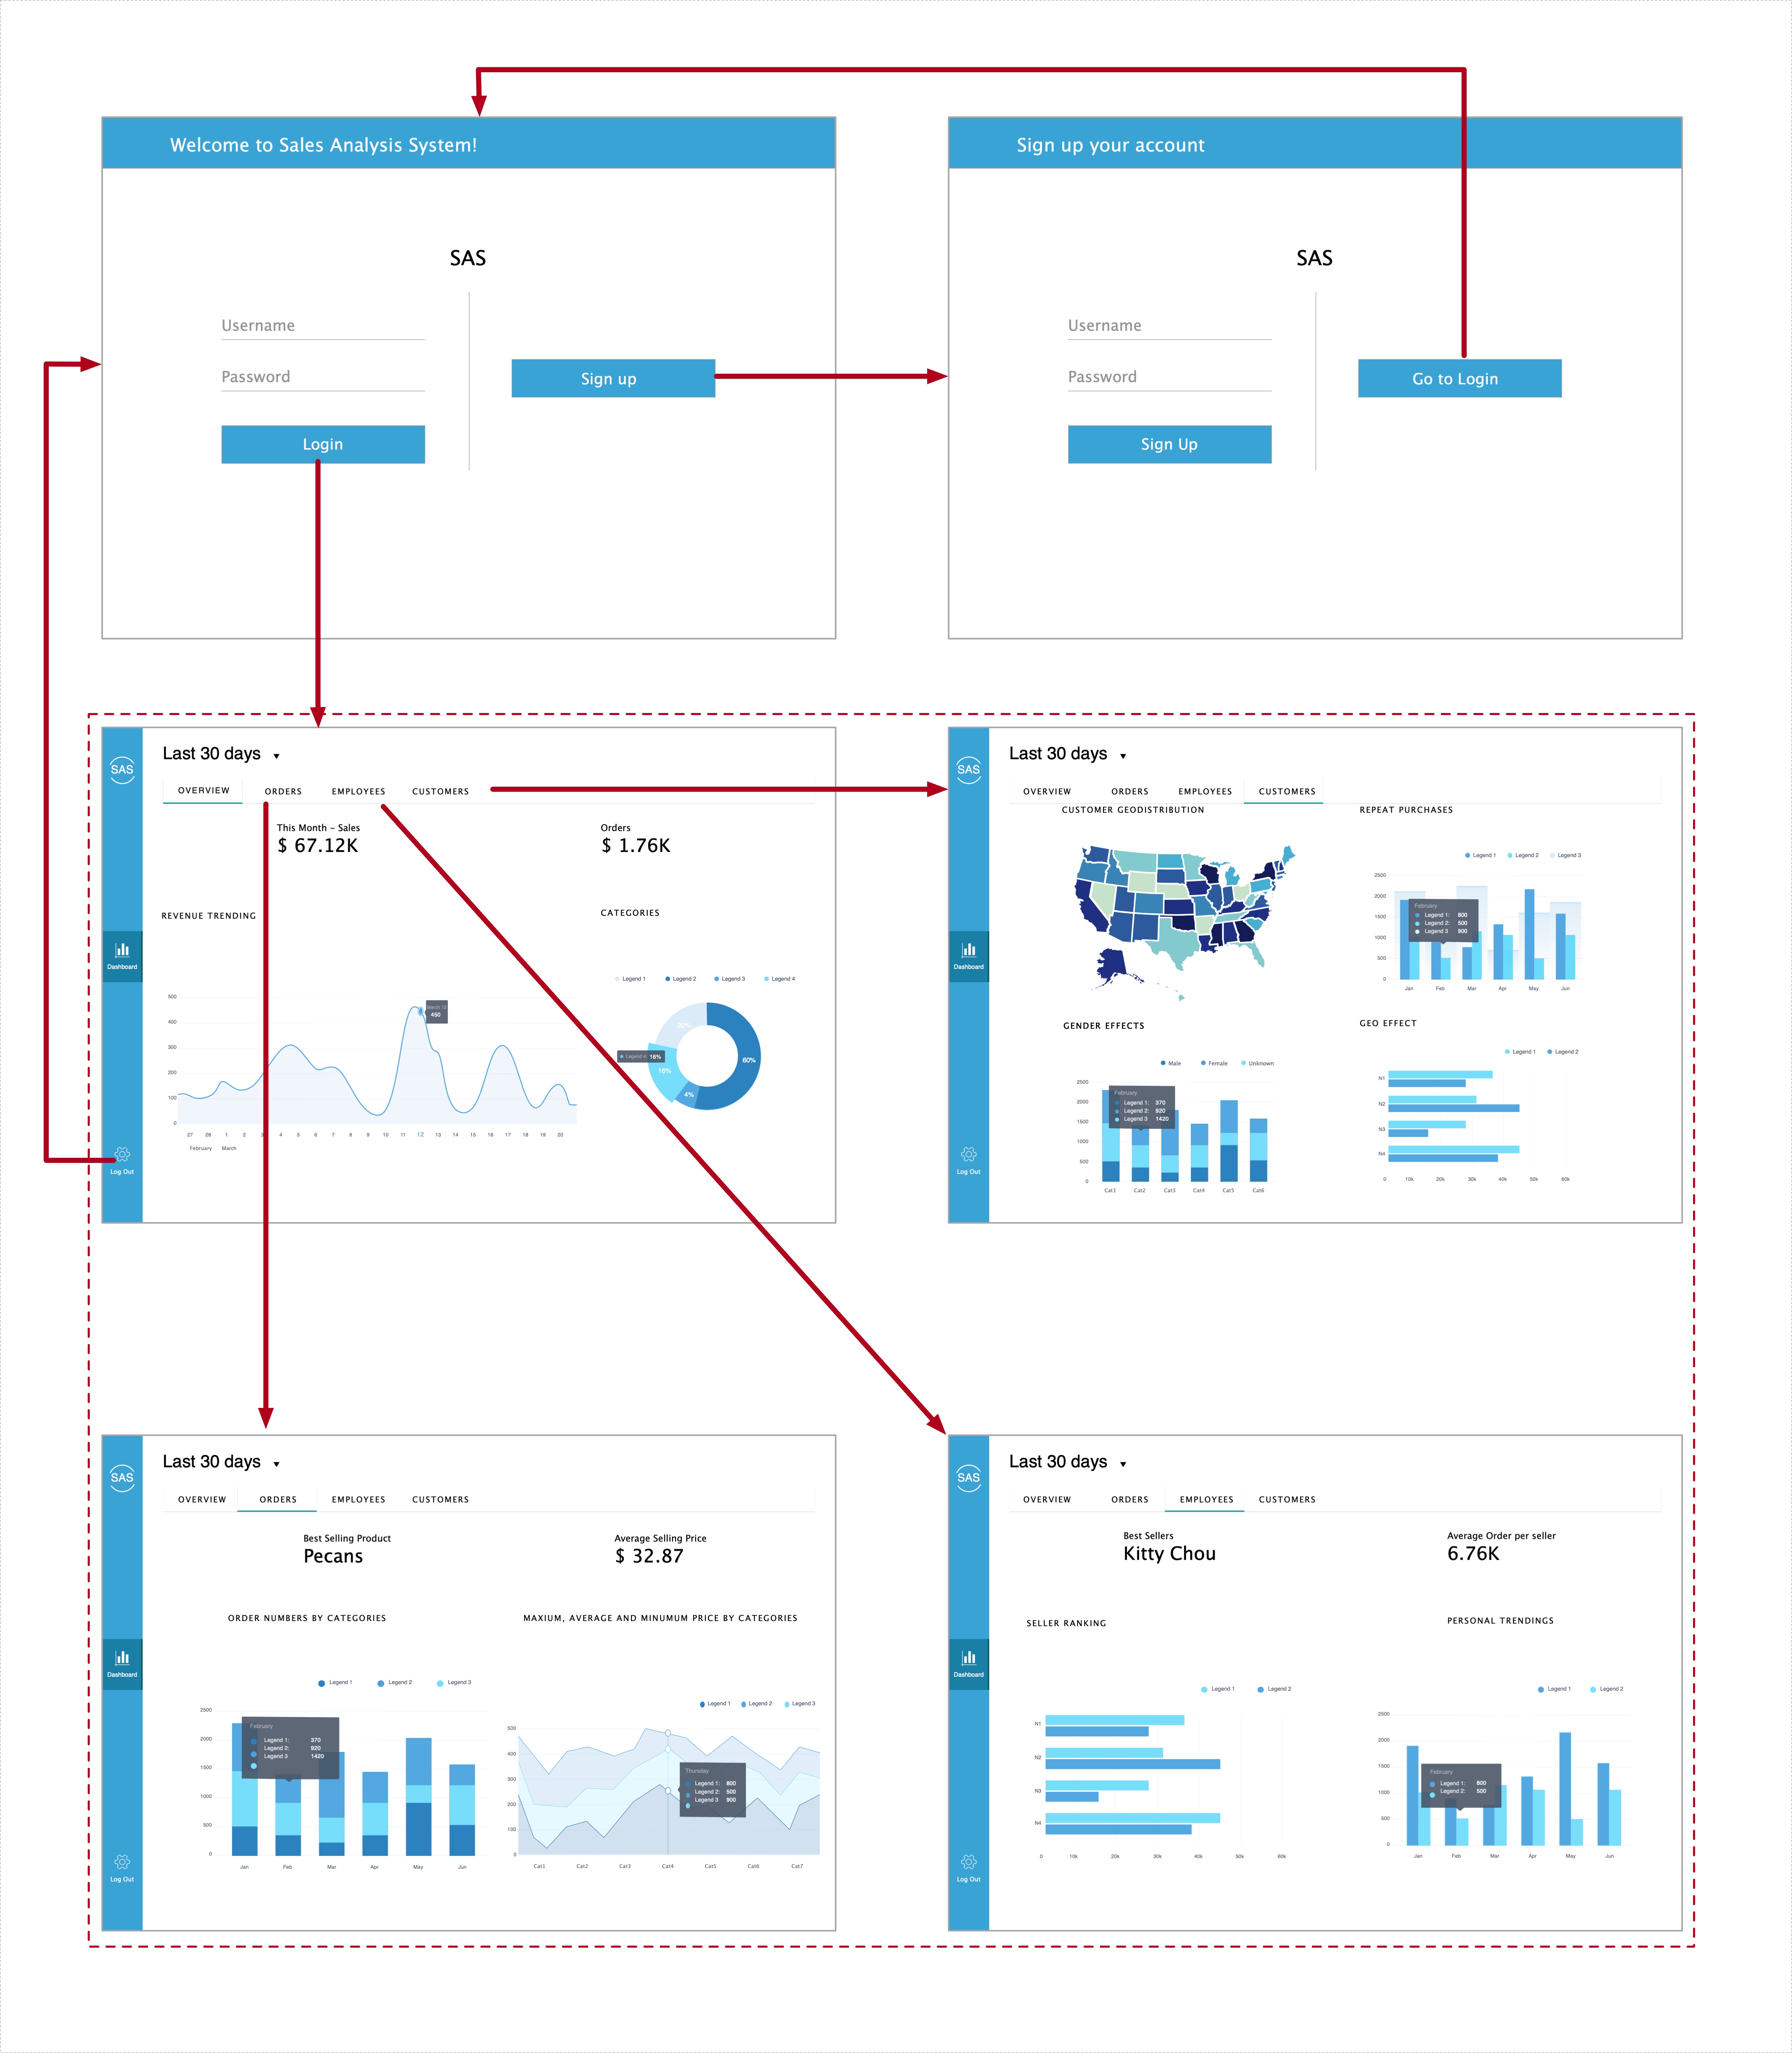 Welcome to Sales Analysis System!
SAS
Username
Password
Sign up
Login
Sign up your account
SAS
Username
Password
Go to Login
Sign Up
SAS
Dashboard
Log Out
Last 30 days
OVERVIEW ORDERS EMPLOYEES CUSTOMERS
This Month – Sales
$ 67.12K
Orders
$ 1.76K
REVENUE TRENDING
500
400
300
200
100
0
March 12
450
27 28 1 2 3 4 5 6 7 8 9 10 11 12 13 14 15 16 17 18 19 20
February March
CATEGORIES
Legend 1 Legend 2 Legend 3 Legend 4
20%
60%
Legend 4 16%
16%
4%
SAS
Dashboard
Log Out
Last 30 days
OVERVIEW ORDERS EMPLOYEES CUSTOMERS
CUSTOMER GEODISTRIBUTION
REPEAT PURCHASES
Legend 1 Legend 2 Legend 3
2500
2000
1500
1000
500
0
February
Legend 1: 800
Legend 2: 500
Legend 3 900
Jan Feb Mar Apr May Jun
GENDER EFFECTS
Male Female Unknown
2500
2000
1500
1000
500
0
February
Legend 1: 370
Legend 2: 920
Legend 3 1420
Cat1 Cat2 Cat3 Cat4 Cat5 Cat6
GEO EFFECT
Legend 1 Legend 2
N1
N2
N3
N4
0 10k 20k 30k 40k 50k 60k
SAS
Dashboard
Log Out
Last 30 days
OVERVIEW ORDERS EMPLOYEES CUSTOMERS
Best Selling Product
Pecans
Average Selling Price
$ 32.87
ORDER NUMBERS BY CATEGORIES
Legend 1 Legend 2 Legend 3
2500
2000
1500
1000
500
0
February
Legend 1: 370
Legend 2: 920
Legend 3 1420
Jan Feb Mar Apr May Jun
MAXIUM, AVERAGE AND MINUMUM PRICE BY CATEGORIES
Legend 1 Legend 2 Legend 3
500
400
300
200
100
0
Thursday
Legend 1: 800
Legend 2: 500
Legend 3 900
Cat1 Cat2 Cat3 Cat4 Cat5 Cat6 Cat7
SAS
Dashboard
Log Out
Last 30 days
OVERVIEW ORDERS EMPLOYEES CUSTOMERS
Best Sellers
Kitty Chou
Average Order per seller
6.76K
SELLER RANKING
Legend 1 Legend 2
N1
N2
N3
N4
0 10k 20k 30k 40k 50k 60k
PERSONAL TRENDINGS
Legend 1 Legend 2
2500
2000
1500
1000
500
0
February
Legend 1: 800
Legend 2: 500
Jan Feb Mar Apr May Jun